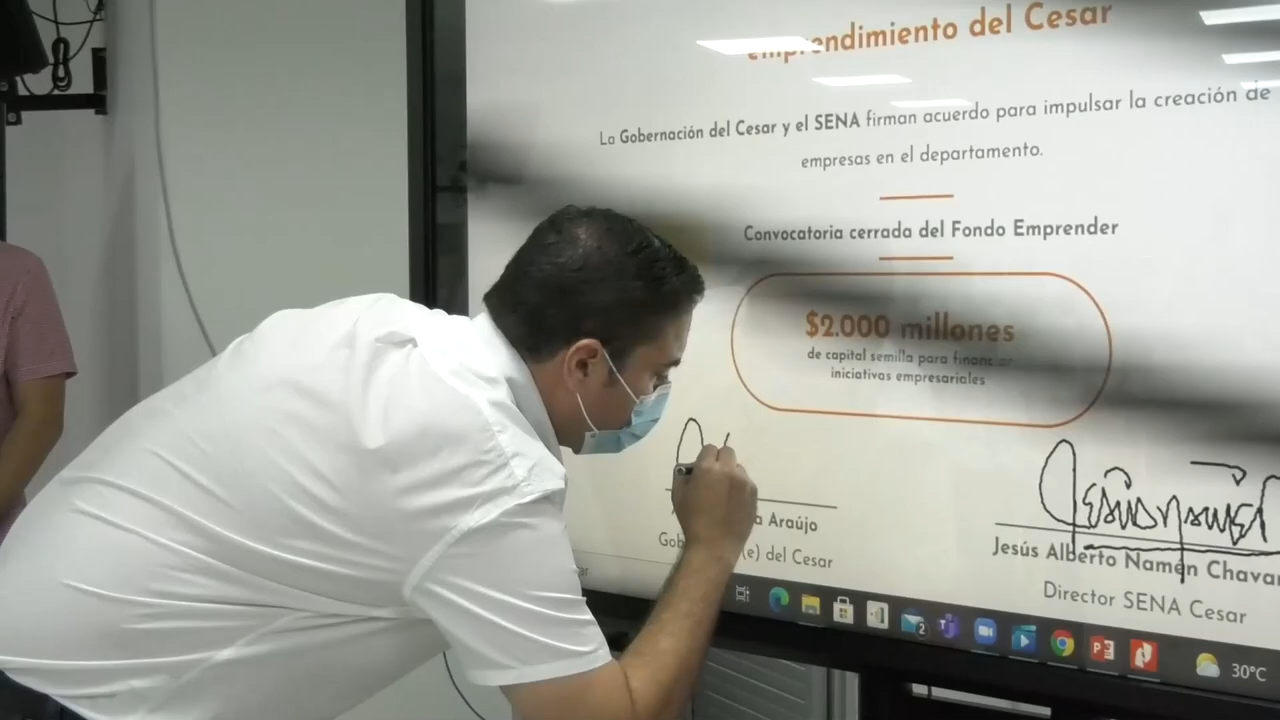 emprendimiento del Cesar
La Gobernación del Cesar y el SENA firman acuerdo para impulsar la creación de
empresas en el departamento.
Convocatoria cerrada del Fondo Emprender
$2.000 millones
de capital semilla para financiar
iniciativas empresariales
Araújo
(e) del Cesar
Jesús Alberto Namén Chavar
Director SENA Cesar
2
30°C